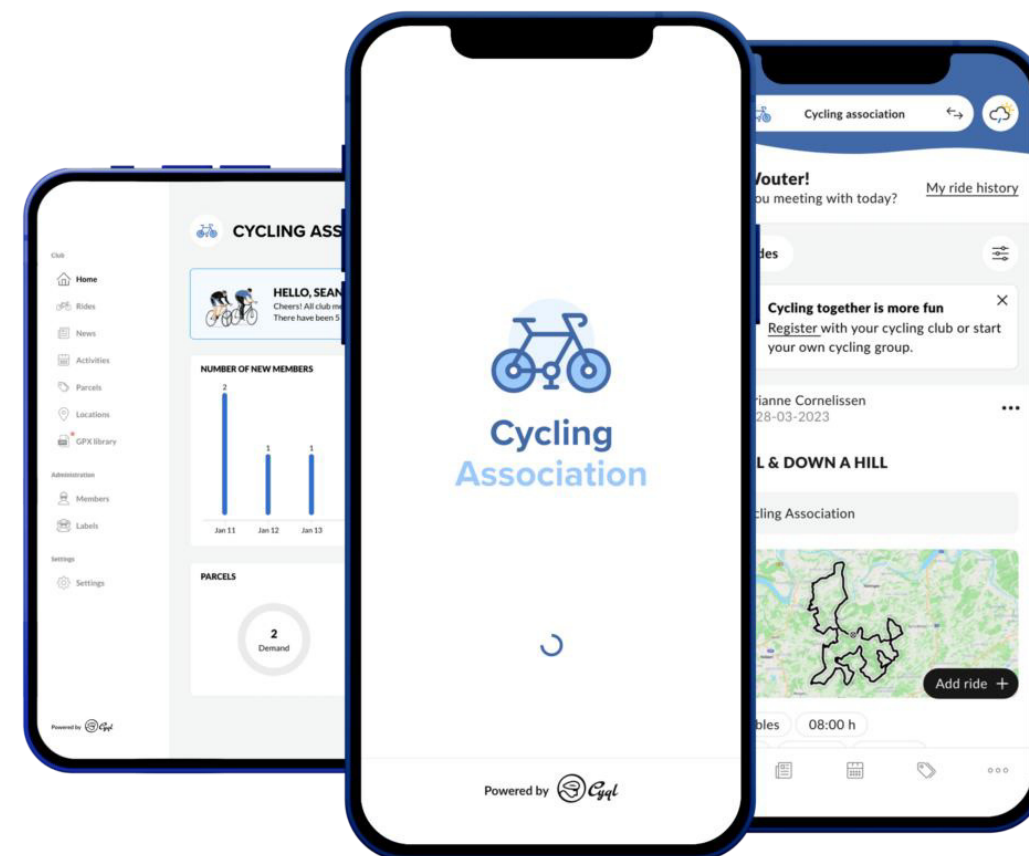 Club
Home
Rides
News
Activities
Parcels
Locations
GPX library
Administration
Members
Labels
Settings
Settings
Powered by Cyql
CYCLING ASS
HELLO, SEAN
Cheers! All club m
There have been 5
NUMBER OF NEW MEMBERS
2
1
1
Jan 11 Jan 12 Jan 13
PARCELS
2
Demand
Cycling
Association
Powered by Cyql
Cycling association
outer!
ou meeting with today?
My ride history
des
Cycling together is more fun
Register with your cycling club or start
your own cycling group.
rianne Cornelissen
28-03-2023
L & DOWN A HILL
cling Association
Add ride +
bles
08:00 h